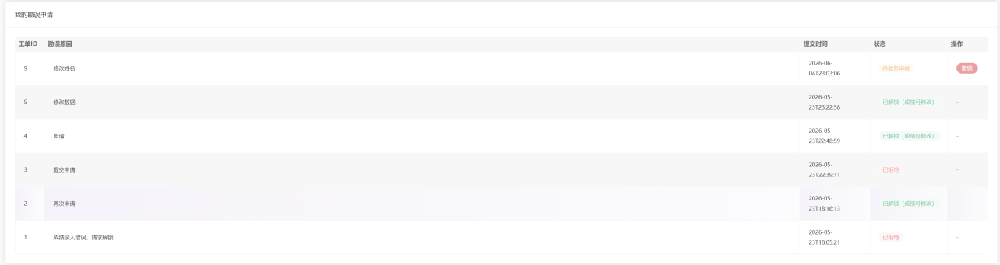 我的勘误申请
工单ID 勘误原因 提交时间 状态 操作
9 修改姓名 2026-06-04T23:03:06 待教务审核 撤销
5 修改数据 2026-05-23T23:22:58 已解锁（成绩可修改） -
4 申请 2026-05-23T22:48:59 已解锁（成绩可修改） -
3 提交申请 2026-05-23T22:39:11 已拒绝 -
2 再次申请 2026-05-23T18:16:13 已解锁（成绩可修改） -
1 成绩录入错误，请求解锁 2026-05-23T18:05:21 已拒绝 -